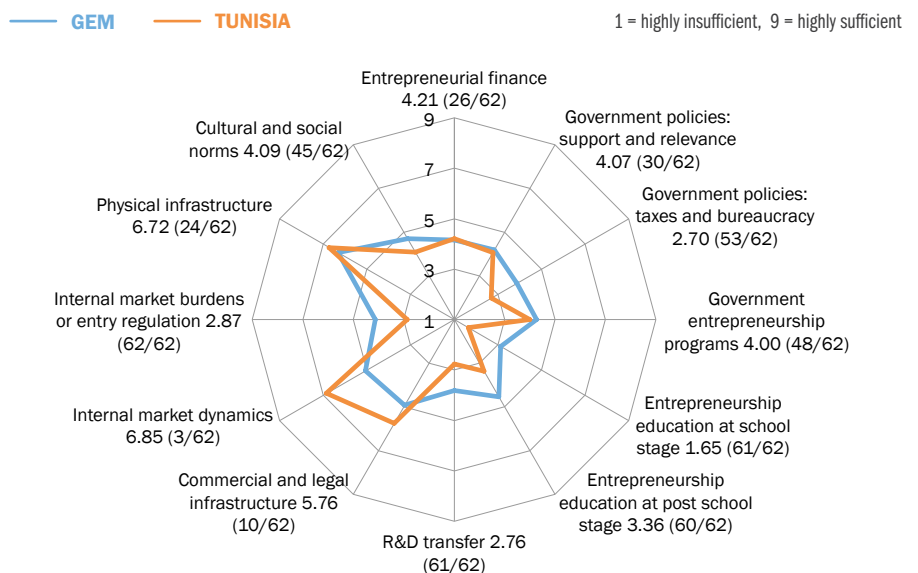 GEM
TUNISIA
1 = highly insufficient, 9 = highly sufficient
Entrepreneurial finance
4.21 (26/62)
Government policies:
support and relevance
4.07 (30/62)
Government policies:
taxes and bureaucracy
2.70 (53/62)
Government
entrepreneurship
programs 4.00 (48/62)
Entrepreneurship
education at school
stage 1.65 (61/62)
Entrepreneurship
education at post school
stage 3.36 (60/62)
R&D transfer 2.76
(61/62)
Commercial and legal
infrastructure 5.76
(10/62)
Internal market dynamics
6.85 (3/62)
Internal market burdens
or entry regulation 2.87
(62/62)
Physical infrastructure
6.72 (24/62)
Cultural and social
norms 4.09 (45/62)
9
7
5
3
1